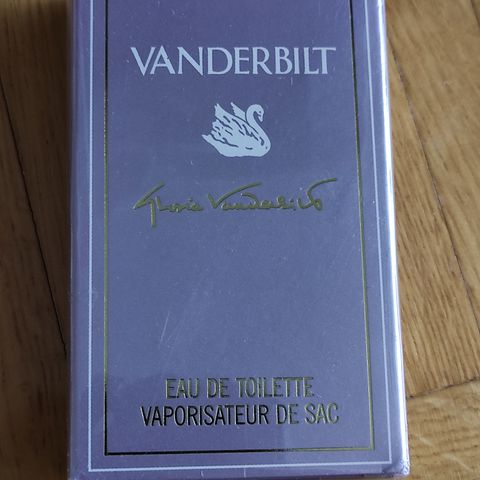 VANDERBILT
Gloria Vanderbilt
EAU DE TOILETTE
VAPORISATEUR DE SAC